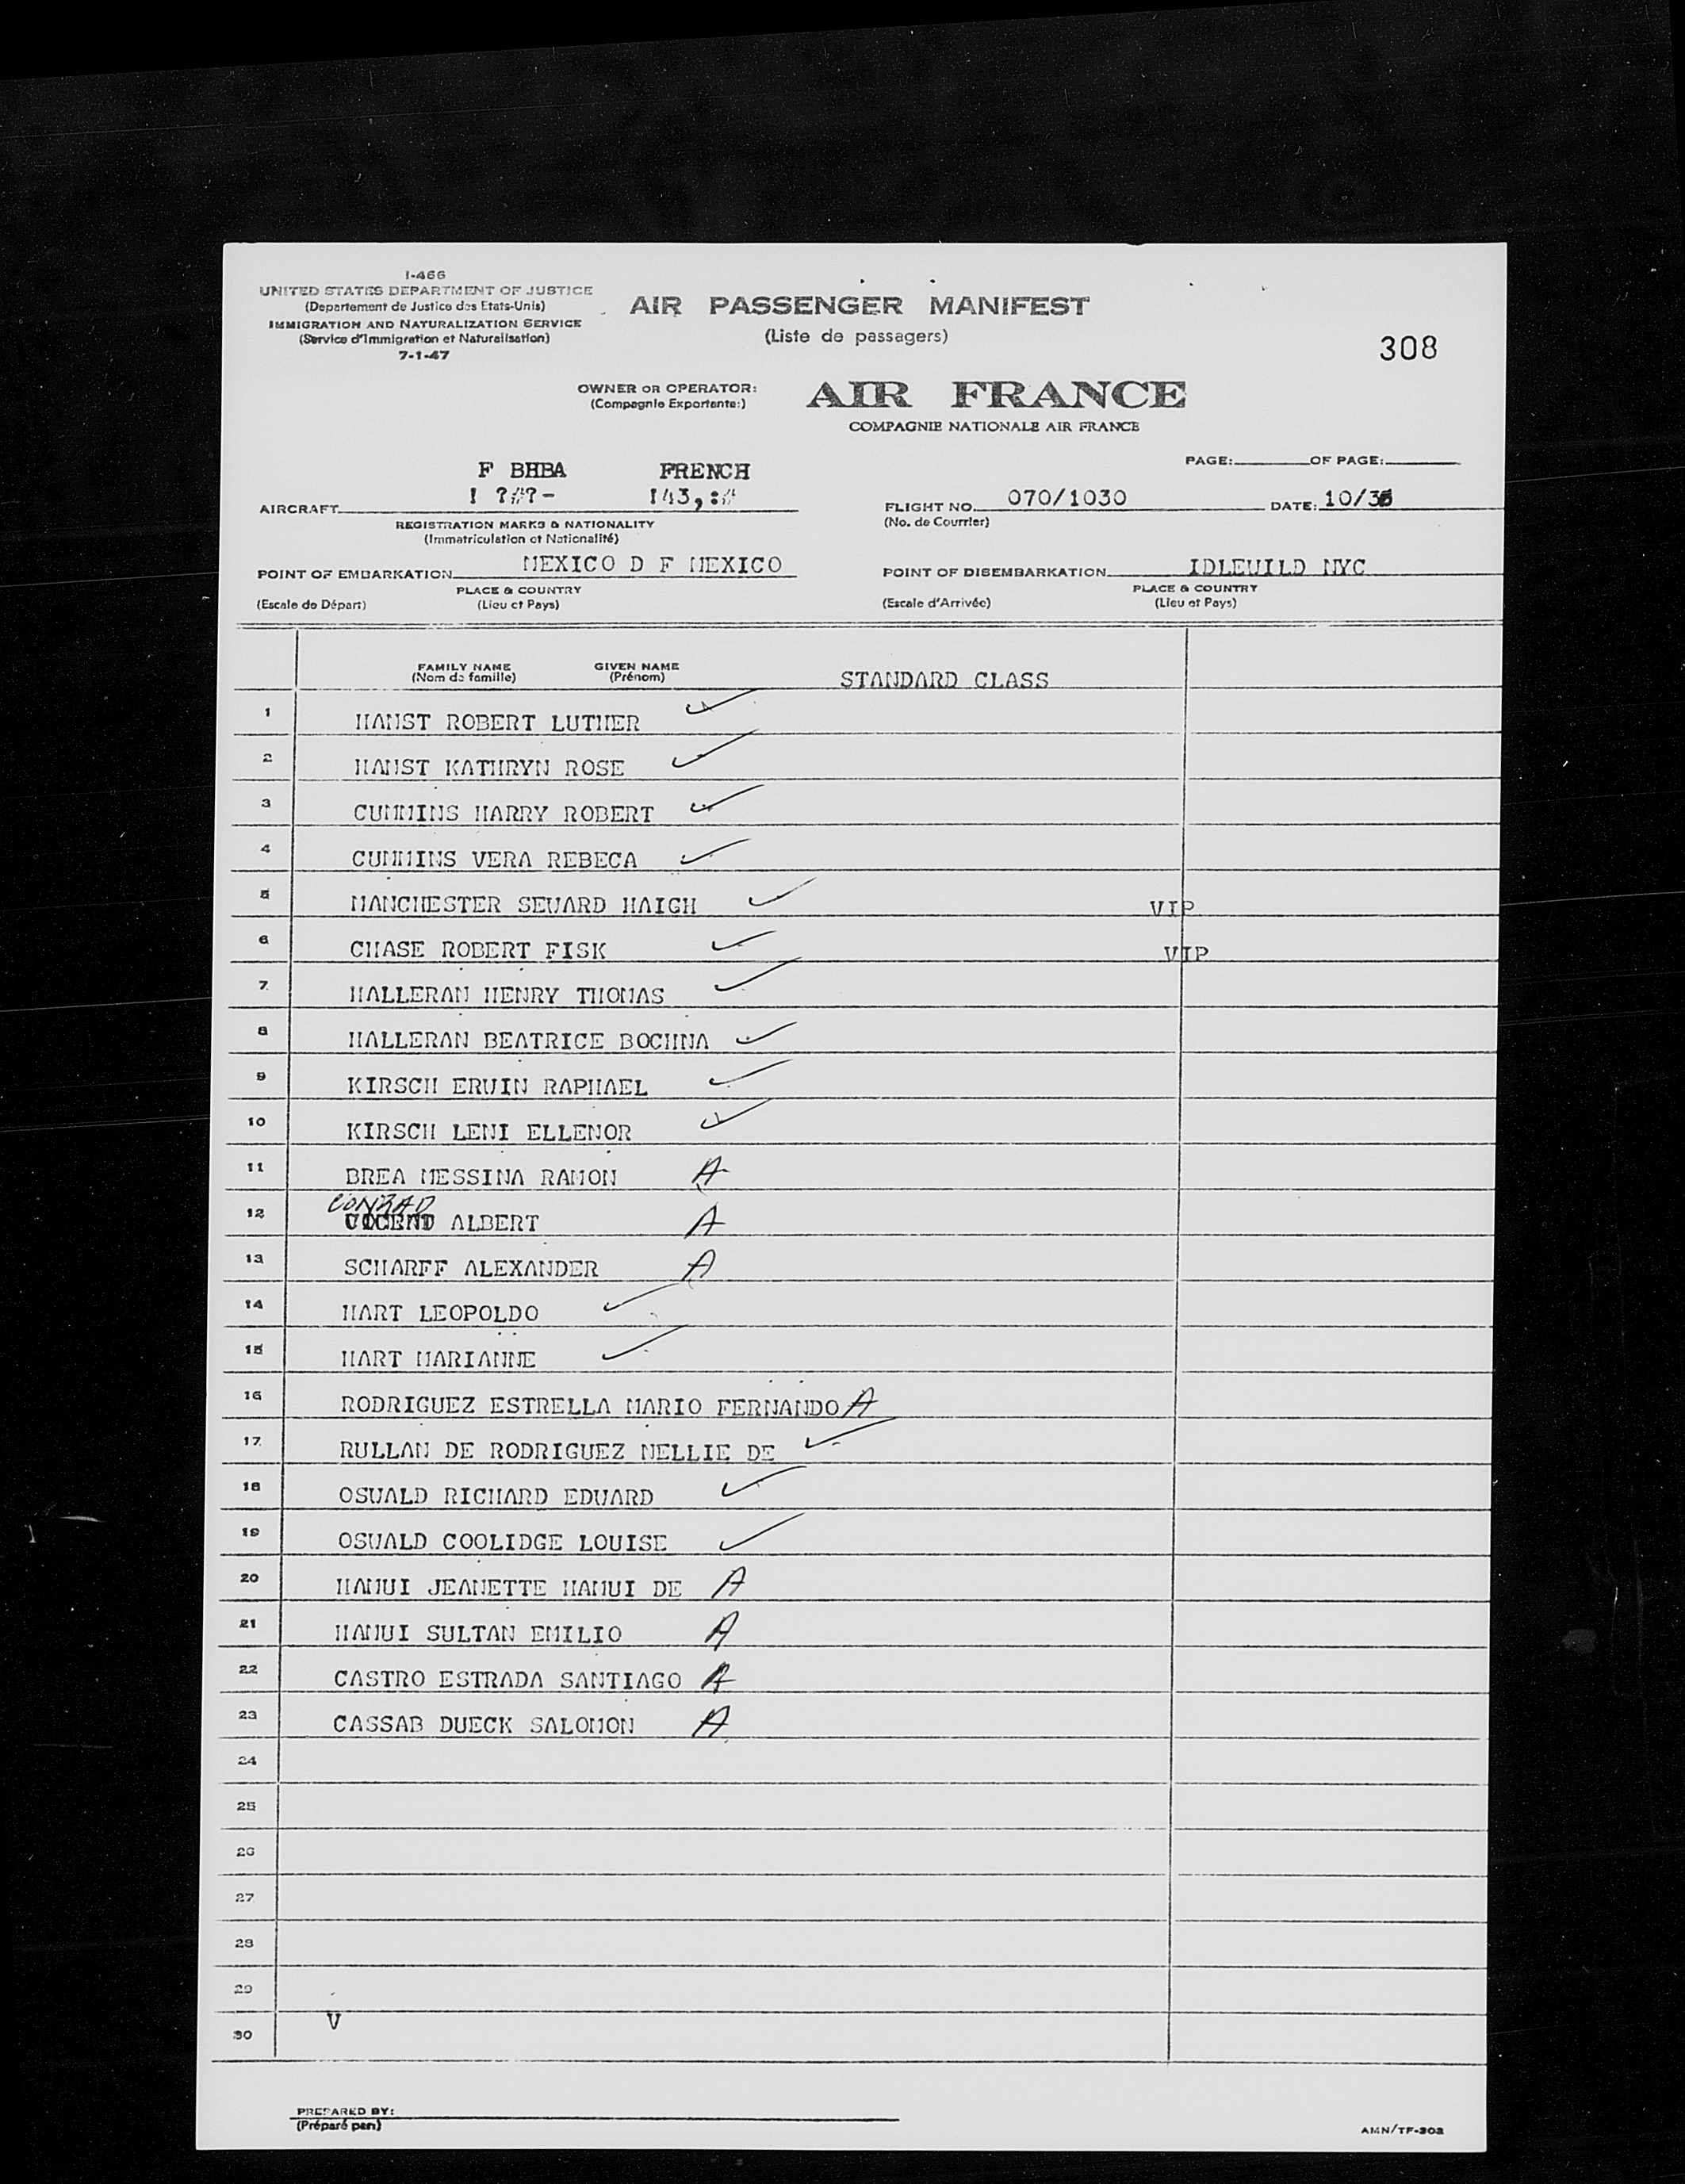 I-466
UNITED STATES DEPARTMENT OF JUSTICE
(Departement de Justice des Etats-Unis)
IMMIGRATION AND NATURALIZATION SERVICE
(Service d'Immigration et Naturalisation)
7-1-47
AIR PASSENGER MANIFEST
(Liste de passagers)
308
OWNER OR OPERATOR:
(Compagnie Exportante:)
AIR FRANCE
COMPAGNIE NATIONALE AIR FRANCE
PAGE: OF PAGE:
F BHBA FRENCH
AIRCRAFT
REGISTRATION MARKS & NATIONALITY
(Immatriculation et Nationalité)
FLIGHT NO. 070/1030 DATE:
(No. de Courrier)
POINT OF EMBARKATION MEXICO D F MEXICO
PLACE & COUNTRY
(Escale de Départ) (Lieu et Pays)
POINT OF DISEMBARKATION IDLEWILD NYC
PLACE & COUNTRY
(Escale d'Arrivée) (Lieu et Pays)
FAMILY NAME GIVEN NAME
(Nom de famille) (Prénom)
STANDARD CLASS
1 HANST ROBERT LUTHER
2 HANST KATHRYN ROSE
3 CUMMINS HARRY ROBERT
4 CUMMINS VERA REBECA
5 MANCHESTER SEWARD HAIGH VIP
6 CHASE ROBERT FISK VIP
7 HALLERAN HENRY THOMAS
8 HALLERAN BEATRICE BOCHNA
9 KIRSCH ERWIN RAPHAEL
10 KIRSCH LENI ELLENOR
11 BREA MESSINA RAMON A
CONRAD
12 ALBERT A
13 SCHARFF ALEXANDER A
14 HART LEOPOLDO
15 HART MARIANNE
16 RODRIGUEZ ESTRELLA MARIO FERNANDO A
17 RULLAN DE RODRIGUEZ NELLIE DE
18 OSWALD RICHARD EDWARD
19 OSWALD COOLIDGE LOUISE
20 HAMUI JEANETTE HAMUI DE A
21 HAMUI SULTAN EMILIO A
22 CASTRO ESTRADA SANTIAGO A
23 CASSAB DUECK SALOMON A
24
25
26
27
28
29
30 V
PREPARED BY:
(Préparé par)
AMN/TF-302